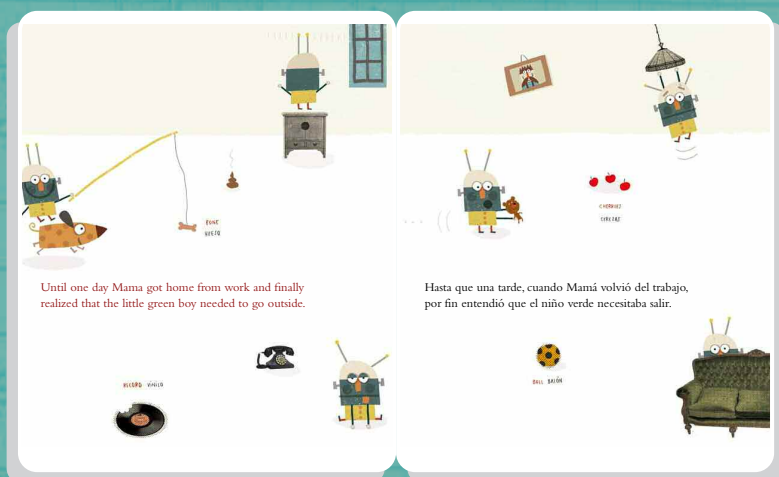 BONE
HUESO
Until one day Mama got home from work and finally
realized that the little green boy needed to go outside.
RECORD VINILO
CHERRIES
CEREZAS
Hasta que una tarde, cuando Mamá volvió del trabajo,
por fin entendió que el niño verde necesitaba salir.
BALL BALÓN